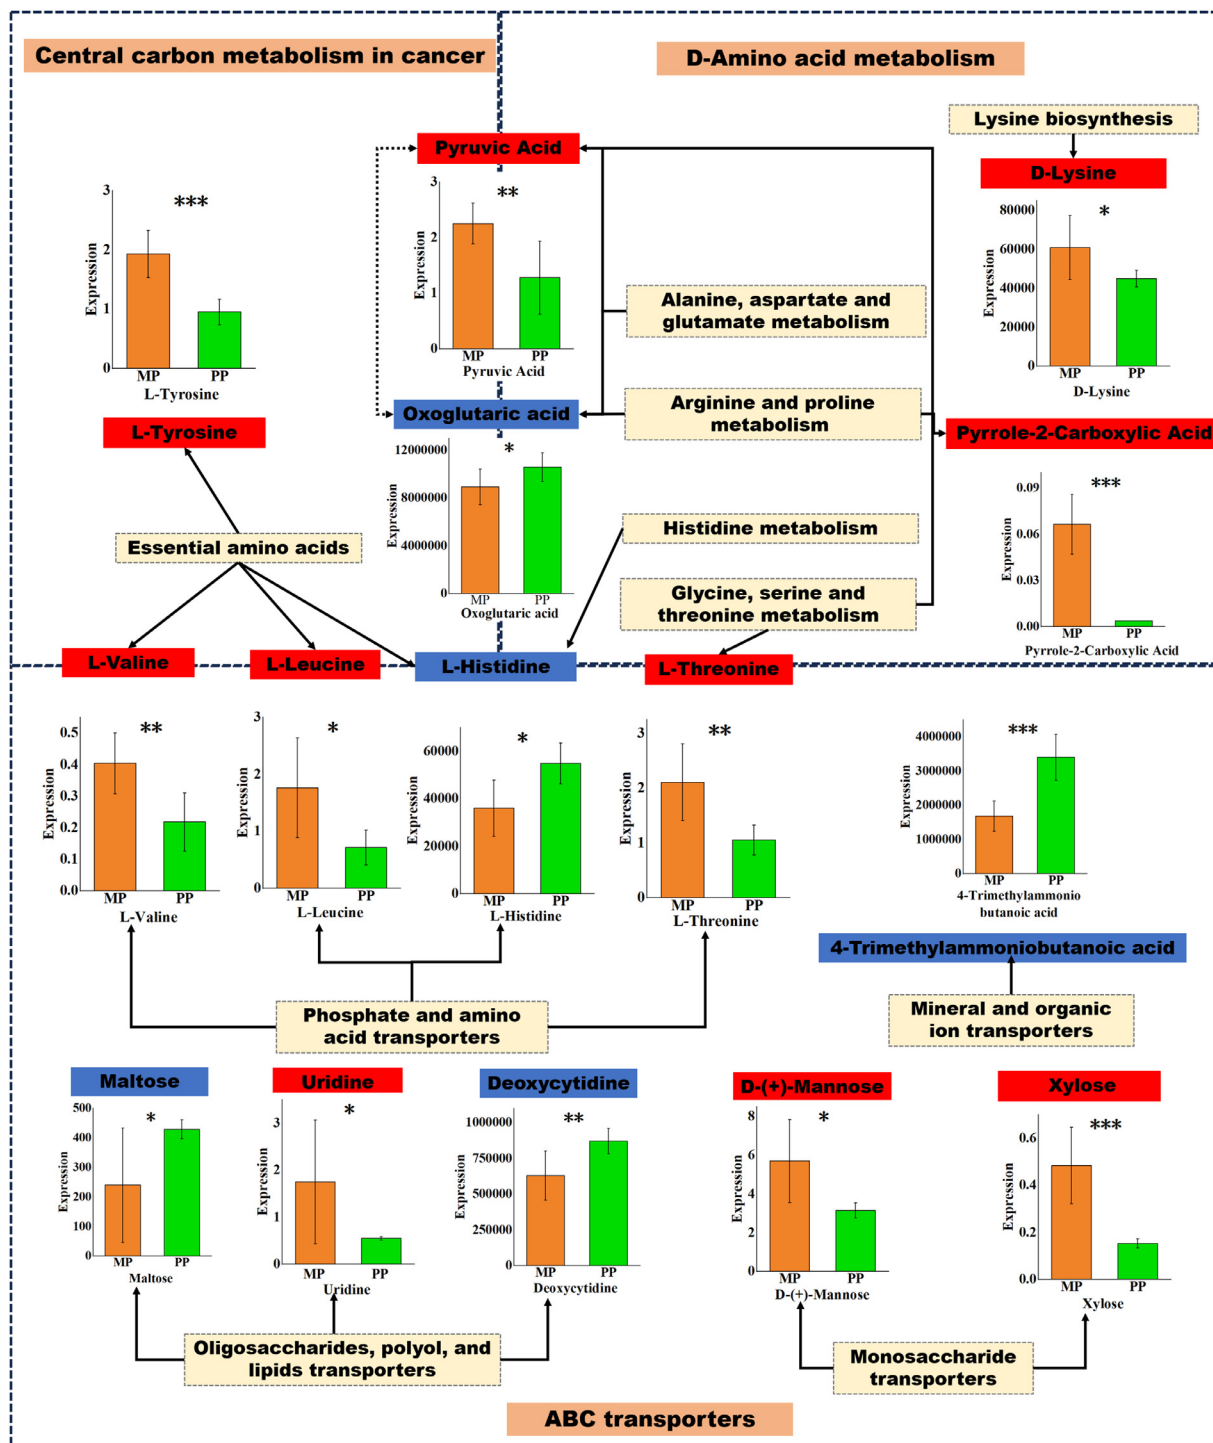 Central carbon metabolism in cancer
D-Amino acid metabolism
Lysine biosynthesis
Pyruvic Acid
D-Lysine
3
2
1
0
Expression
***
MP
PP
L-Tyrosine
3
2
1
0
Expression
**
MP
PP
Pyruvic Acid
80000
60000
40000
20000
0
Expression
*
MP
PP
D-Lysine
Alanine, aspartate and
glutamate metabolism
L-Tyrosine
Oxoglutaric acid
Arginine and proline
metabolism
Pyrrole-2-Carboxylic Acid
12000000
8000000
4000000
0
Expression
*
MP
PP
Oxoglutaric acid
0.09
0.06
0.03
0.00
Expression
***
MP
PP
Pyrrole-2-Carboxylic Acid
Essential amino acids
Histidine metabolism
Glycine, serine and
threonine metabolism
L-Valine
L-Leucine
L-Histidine
L-Threonine
0.5
0.4
0.3
0.2
0.1
0.0
Expression
**
MP
PP
L-Valine
3
2
1
0
Expression
*
MP
PP
L-Leucine
60000
40000
20000
0
Expression
*
MP
PP
L-Histidine
3
2
1
0
Expression
**
MP
PP
L-Threonine
4000000
3000000
2000000
1000000
0
Expression
***
MP
PP
4-Trimethylammonio
butanoic acid
4-Trimethylammoniobutanoic acid
Phosphate and amino
acid transporters
Mineral and organic
ion transporters
Maltose
Uridine
Deoxycytidine
D-(+)-Mannose
Xylose
500
400
300
200
100
0
Expression
*
MP
PP
Maltose
3
2
1
0
Expression
*
MP
PP
Uridine
1000000
750000
500000
250000
0
Expression
**
MP
PP
Deoxycytidine
8
6
4
2
0
Expression
*
MP
PP
D-(+)-Mannose
0.6
0.4
0.2
0.0
Expression
***
MP
PP
Xylose
Oligosaccharides, polyol, and
lipids transporters
Monosaccharide
transporters
ABC transporters